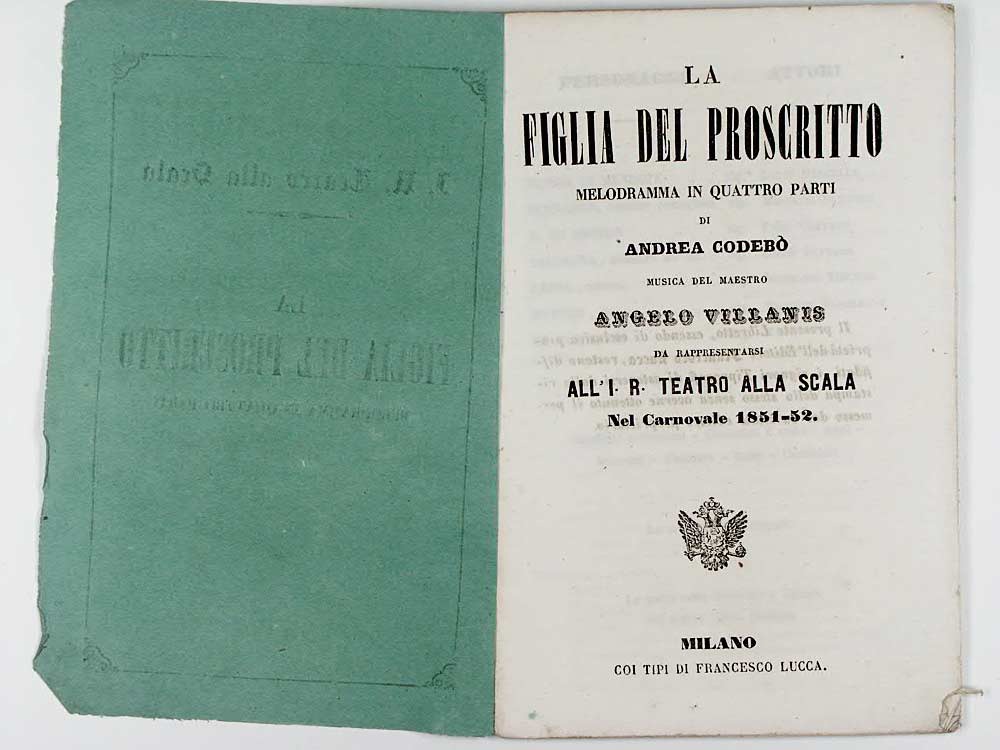 LA
FIGLIA DEL PROSCRITTO
MELODRAMMA IN QUATTRO PARTI
DI
ANDREA CODEBÒ
MUSICA DEL MAESTRO
ANGELO VILLANIS
DA RAPPRESENTARSI
ALL'I. R. TEATRO ALLA SCALA
Nel Carnovale 1851-52.
MILANO
COI TIPI DI FRANCESCO LUCCA.